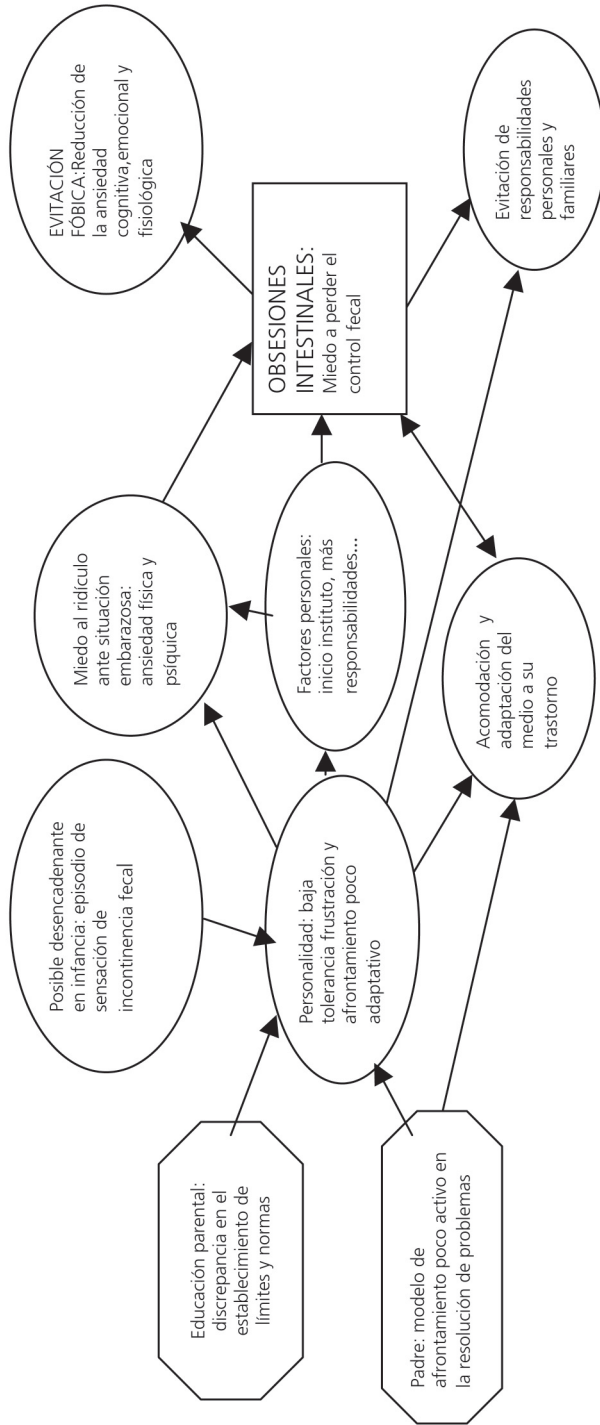 Educación parental:
discrepancia en el
establecimiento de
límites y normas
Padre: modelo de
afrontamiento poco activo en
la resolución de problemas
Posible desencadenante
en infancia: episodio de
sensación de
incontinencia fecal
Personalidad: baja
tolerancia frustración y
afrontamiento poco
adaptativo
Miedo al ridículo
ante situación
embarazosa:
ansiedad física y
psíquica
Factores personales:
inicio instituto, más
responsabilidades...
Acomodación y
adaptación del
medio a su
trastorno
EVITACIÓN
FÓBICA:Reducción de
la ansiedad
cognitiva,emocional y
fisiológica
OBSESIONES
INTESTINALES:
Miedo a perder el
control fecal
Evitación de
responsabilidades
personales y
familiares